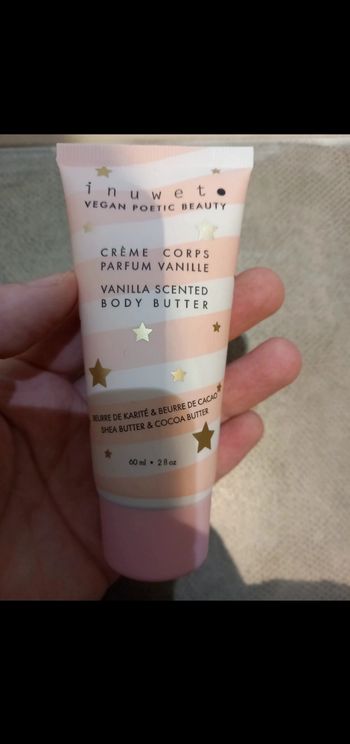 inuwet
VEGAN POETIC BEAUTY
CRÈME CORPS
PARFUM VANILLE
VANILLA SCENTED
BODY BUTTER
BEURRE DE KARITÉ & BEURRE DE CACAO
SHEA BUTTER & COCOA BUTTER
60 ml • 2 fl oz